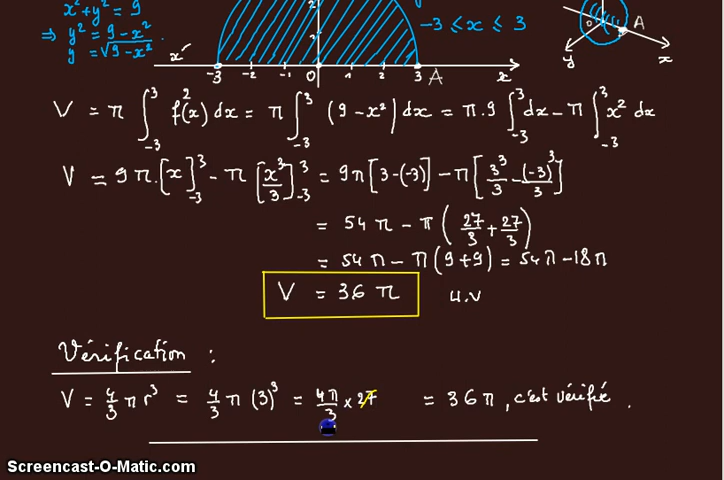 x²+y² = 9
⇒ y² = 9 - x²
y = √9-x²
-3 ≤ x ≤ 3
2
x'
-3 -2 -1 0 1 2 3 A x
0 A y x
V = π ∫₋₃³ f²(x) dx = π ∫₋₃³ (9 - x²) dx = π.9 ∫₋₃³ dx - π ∫₋₃³ x² dx
V = 9π.[x]₋₃³ - π [x³/3]₋₃³ = 9π [3-(-3)] - π [3³/3 - (-3)³/3]
= 54π - π (27/3 + 27/3)
= 54π - π (9+9) = 54π - 18π
V = 36π u.v
Vérification :
V = 4/3 π r³ = 4/3 π (3)³ = 4π/3 × 27 = 36π, c'est vérifié.
Screencast-O-Matic.com